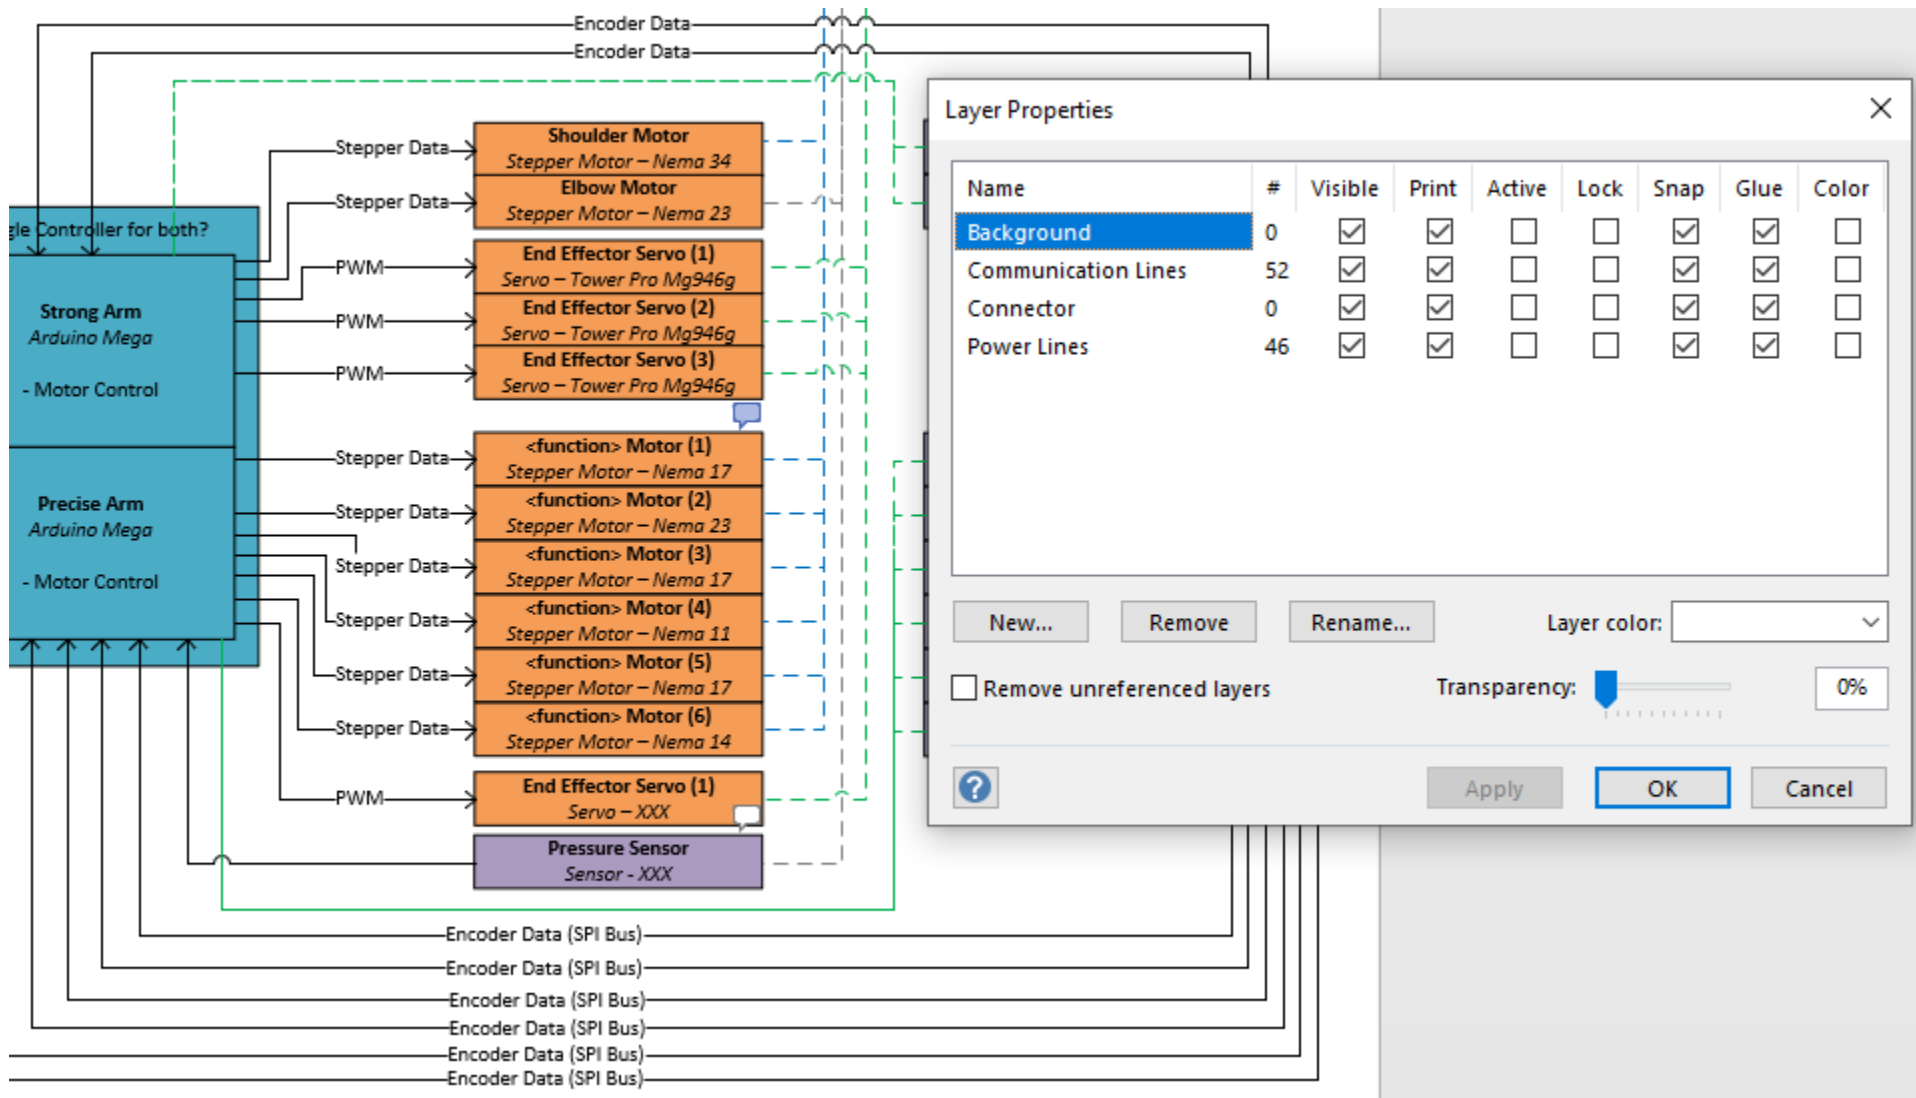 Encoder Data
Encoder Data
Shoulder Motor
Stepper Motor – Nema 34
Stepper Data
Elbow Motor
Stepper Motor – Nema 23
Stepper Data
gle Controller for both?
End Effector Servo (1)
Servo – Tower Pro Mg946g
PWM
End Effector Servo (2)
Servo – Tower Pro Mg946g
PWM
End Effector Servo (3)
Servo – Tower Pro Mg946g
PWM
Strong Arm
Arduino Mega
- Motor Control
<function> Motor (1)
Stepper Motor – Nema 17
Stepper Data
<function> Motor (2)
Stepper Motor – Nema 23
Stepper Data
<function> Motor (3)
Stepper Motor – Nema 17
Stepper Data
<function> Motor (4)
Stepper Motor – Nema 11
Stepper Data
<function> Motor (5)
Stepper Motor – Nema 17
Stepper Data
<function> Motor (6)
Stepper Motor – Nema 14
Stepper Data
Precise Arm
Arduino Mega
- Motor Control
End Effector Servo (1)
Servo – XXX
PWM
Pressure Sensor
Sensor - XXX
Encoder Data (SPI Bus)
Encoder Data (SPI Bus)
Encoder Data (SPI Bus)
Encoder Data (SPI Bus)
Encoder Data (SPI Bus)
Encoder Data (SPI Bus)
Layer Properties
Name # Visible Print Active Lock Snap Glue Color
Background 0
Communication Lines 52
Connector 0
Power Lines 46
New... Remove Rename... Layer color:
Remove unreferenced layers Transparency: 0%
Apply OK Cancel